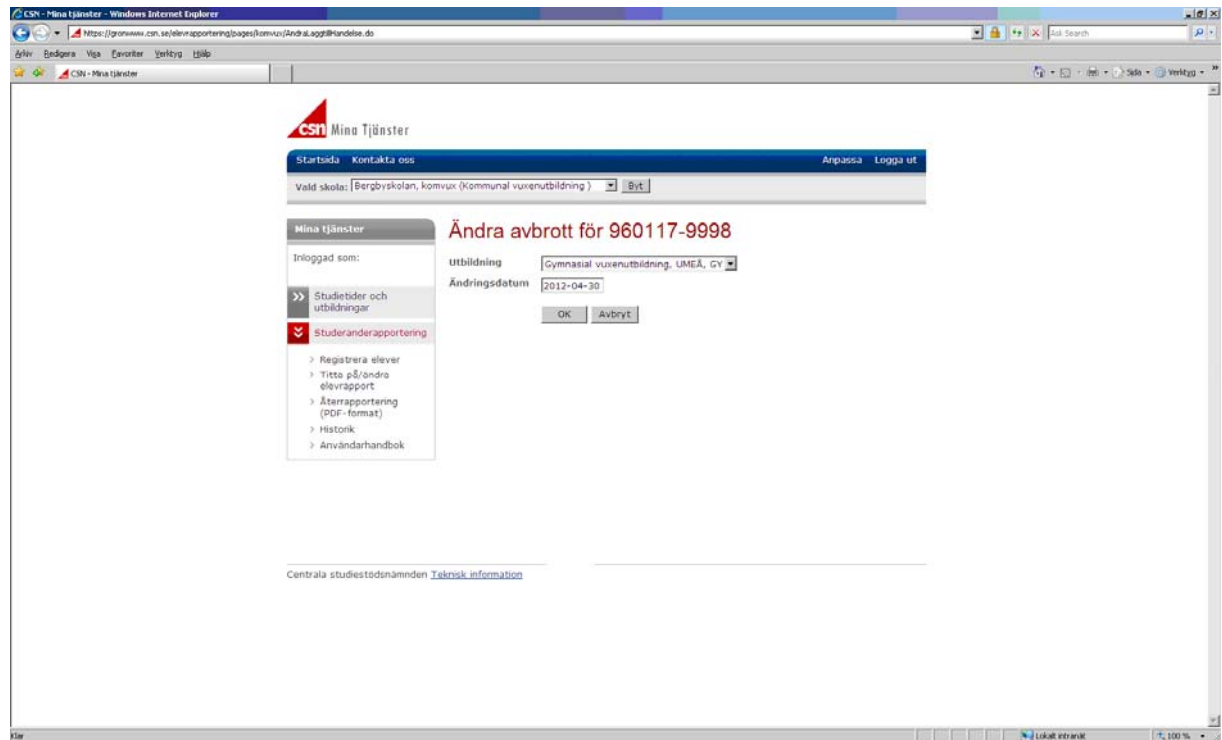 CSN - Mina tjänster - Windows Internet Explorer
https://gronwww.csn.se/elevrapportering/pages/komvux/AndraLaggtillHandelse.do
Ask Search
Arkiv Redigera Visa Favoriter Verktyg Hjälp
CSN - Mina tjänster
Sida Verktyg
csn Mina Tjänster
Startsida Kontakta oss Anpassa Logga ut
Vald skola: Bergbyskolan, komvux (Kommunal vuxenutbildning ) Byt
Mina tjänster
Inloggad som:
Studietider och
utbildningar
Studeranderapportering
Registrera elever
Titta på/ändra
elevrapport
Återrapportering
(PDF-format)
Historik
Användarhandbok
Ändra avbrott för 960117-9998
Utbildning Gymnasial vuxenutbildning, UMEÅ, GY
Ändringsdatum 2012-04-30
OK Avbryt
Centrala studiestödsnämnden Teknisk information
Klar Lokalt intranät 100 %